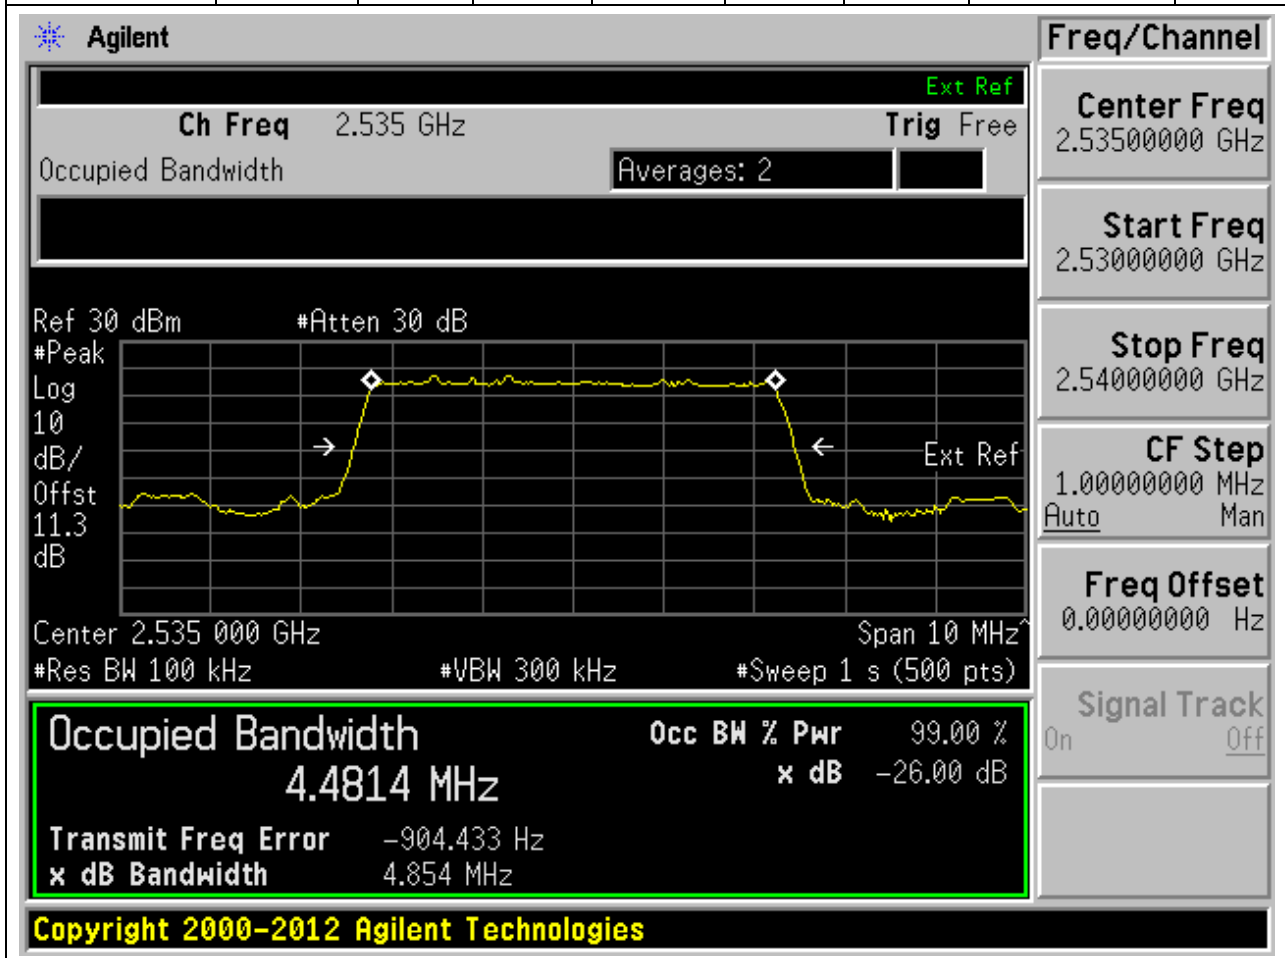 Agilent
Freq/Channel
Ext Ref
Ch Freq 2.535 GHz Trig Free
Occupied Bandwidth Averages: 2
Center Freq
2.53500000 GHz
Start Freq
2.53000000 GHz
Stop Freq
2.54000000 GHz
CF Step
1.00000000 MHz
Auto Man
Freq Offset
0.00000000 Hz
Signal Track
On Off
Ref 30 dBm #Atten 30 dB
#Peak
Log
10
dB/
Offst
11.3
dB
Ext Ref
Center 2.535 000 GHz Span 10 MHz^
#Res BW 100 kHz #VBW 300 kHz #Sweep 1 s (500 pts)
Occupied Bandwidth Occ BW % Pwr 99.00 %
4.4814 MHz x dB -26.00 dB
Transmit Freq Error -904.433 Hz
x dB Bandwidth 4.854 MHz
Copyright 2000-2012 Agilent Technologies